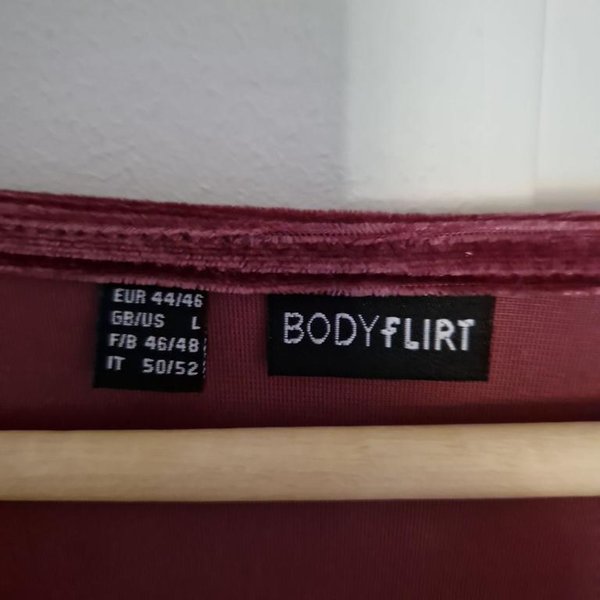 EUR 44/46
GB/US L
F/B 46/48
IT 50/52
BODYfLIRT